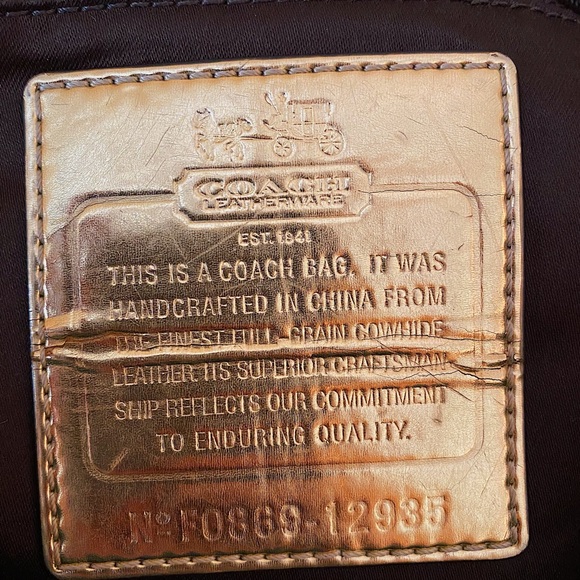 COACH
LEATHERWARE
EST. 1941
THIS IS A COACH BAG. IT WAS
HANDCRAFTED IN CHINA FROM
THE FINEST FULL-GRAIN COWHIDE
LEATHER. ITS SUPERIOR CRAFTSMAN
SHIP REFLECTS OUR COMMITMENT
TO ENDURING QUALITY.
Nº F0869-12935